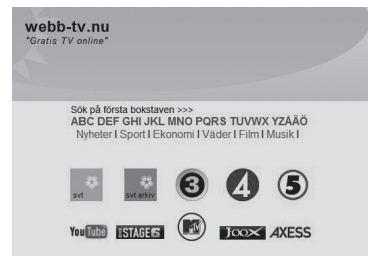 webb-tv.nu
"Gratis TV online"
Sök på första bokstaven >>>
ABC DEF GHI JKL MNO PQRS TUVWX YZÅÄÖ
Nyheter I Sport I Ekonomi I Väder I Film I Musik I
svt svt arkiv 3 4 5
YouTube STAGE6 MTV JOOX AXESS